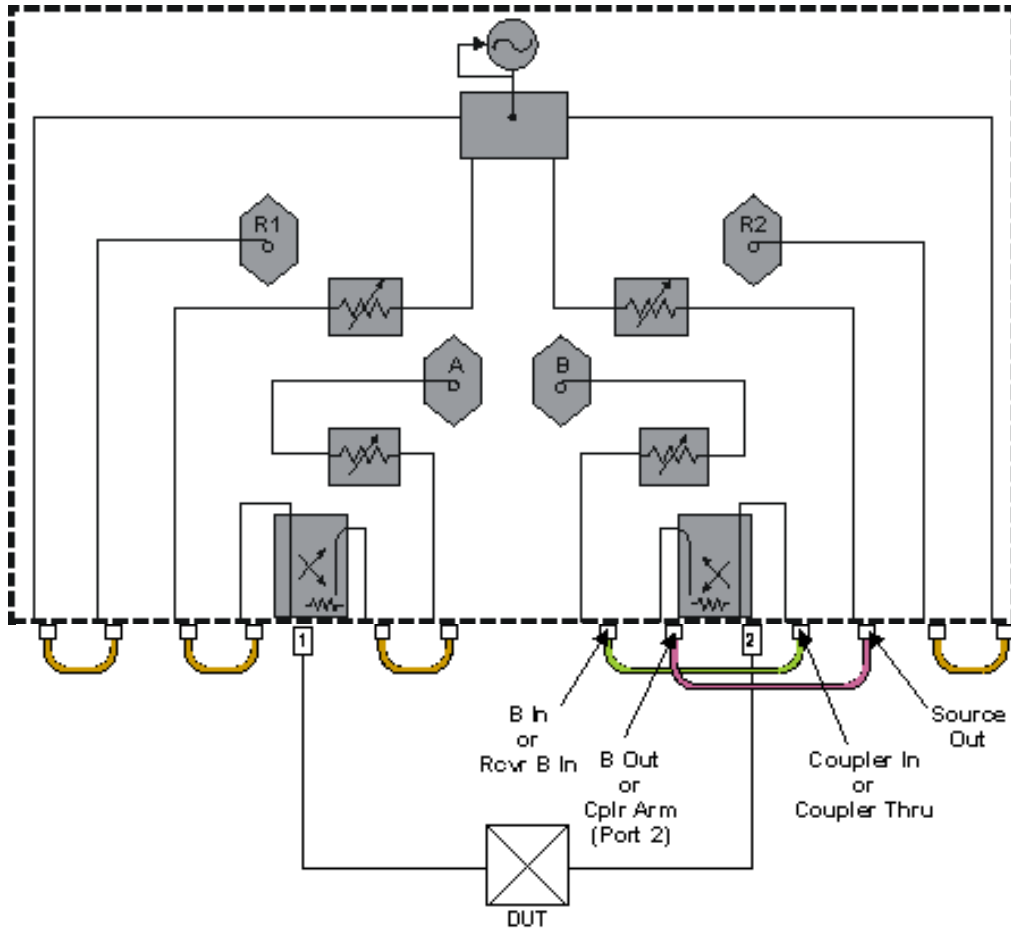 R1
R2
A
B
1
2
B In
or
Rcvr B In
B Out
or
Cplr Arm
(Port 2)
Coupler In
or
Coupler Thru
Source
Out
DUT